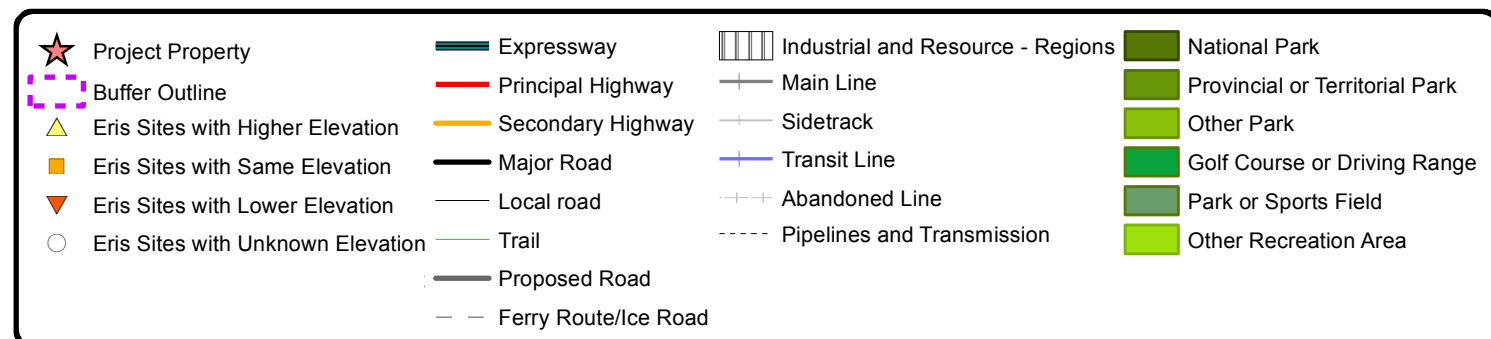 Project Property
Buffer Outline
Eris Sites with Higher Elevation
Eris Sites with Same Elevation
Eris Sites with Lower Elevation
Eris Sites with Unknown Elevation
Expressway
Principal Highway
Secondary Highway
Major Road
Local road
Trail
Proposed Road
Ferry Route/Ice Road
Industrial and Resource - Regions
Main Line
Sidetrack
Transit Line
Abandoned Line
Pipelines and Transmission
National Park
Provincial or Territorial Park
Other Park
Golf Course or Driving Range
Park or Sports Field
Other Recreation Area